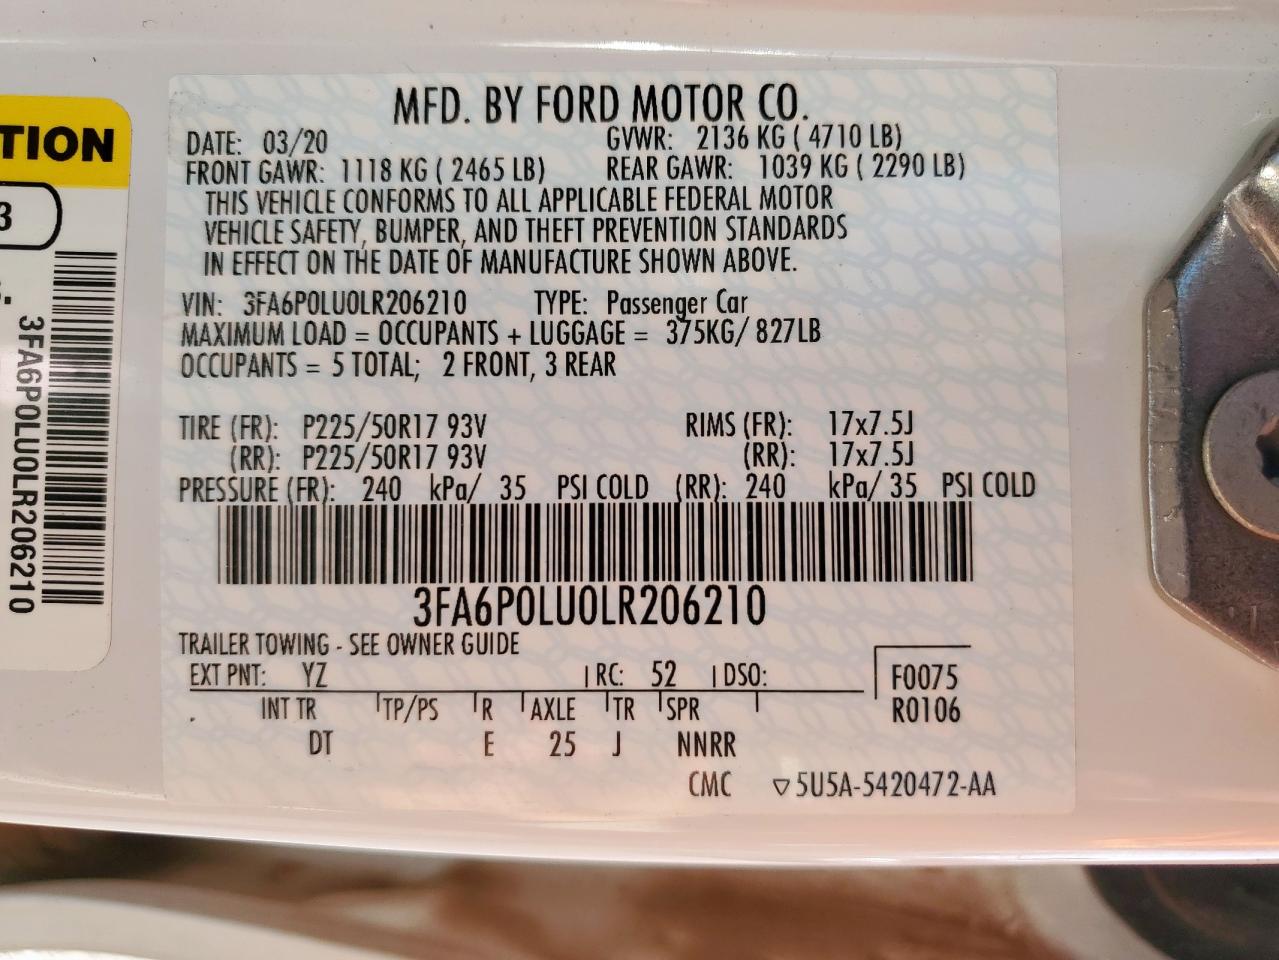 MFD. BY FORD MOTOR CO.
DATE: 03/20 GVWR: 2136 KG ( 4710 LB)
FRONT GAWR: 1118 KG ( 2465 LB) REAR GAWR: 1039 KG ( 2290 LB)
THIS VEHICLE CONFORMS TO ALL APPLICABLE FEDERAL MOTOR
VEHICLE SAFETY, BUMPER, AND THEFT PREVENTION STANDARDS
IN EFFECT ON THE DATE OF MANUFACTURE SHOWN ABOVE.
VIN: 3FA6P0LU0LR206210 TYPE: Passenger Car
MAXIMUM LOAD = OCCUPANTS + LUGGAGE = 375KG/ 827LB
OCCUPANTS = 5 TOTAL; 2 FRONT, 3 REAR
TIRE (FR): P225/50R17 93V RIMS (FR): 17x7.5J
(RR): P225/50R17 93V (RR): 17x7.5J
PRESSURE (FR): 240 kPa/ 35 PSI COLD (RR): 240 kPa/ 35 PSI COLD
3FA6P0LU0LR206210
TRAILER TOWING - SEE OWNER GUIDE
EXT PNT: YZ RC: 52 DSO: F0075
INT TR TP/PS R AXLE TR SPR R0106
DT E 25 J NNRR
CMC ▽5U5A-5420472-AA
TION
3
3FA6P0LU0LR206210